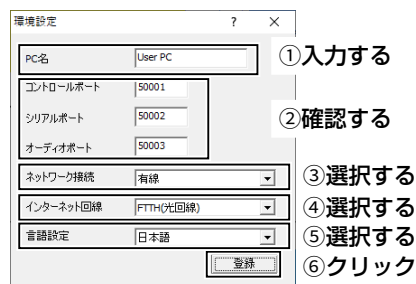 環境設定 ? ×
PC名 User PC ①入力する
コントロールポート 50001
シリアルポート 50002 ②確認する
オーディオポート 50003
ネットワーク接続 有線 ③選択する
インターネット回線 FTTH(光回線) ④選択する
言語設定 日本語 ⑤選択する
登録 ⑥クリック